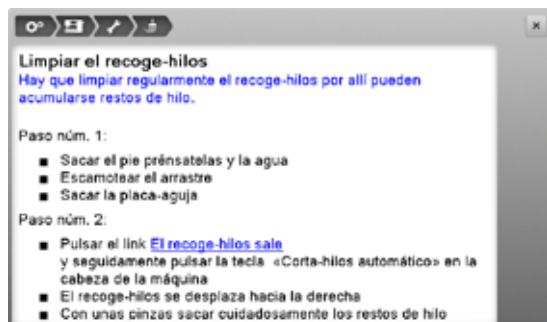 Limpiar el recoge-hilos
Hay que limpiar regularmente el recoge-hilos por allí pueden
acumularse restos de hilo.
Paso núm. 1:
■ Sacar el pie prénsatelas y la agua
■ Escamotear el arrastre
■ Sacar la placa-aguja
Paso núm. 2:
■ Pulsar el link El recoge-hilos sale
y seguidamente pulsar la tecla «Corta-hilos automático» en la
cabeza de la máquina
■ El recoge-hilos se desplaza hacia la derecha
■ Con unas pinzas sacar cuidadosamente los restos de hilo